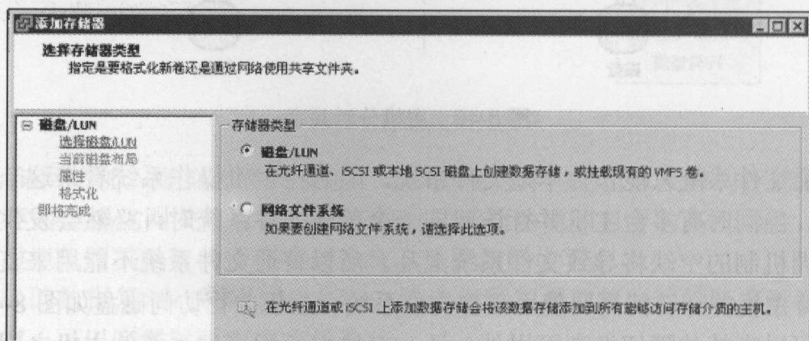 添加存储器
选择存储器类型
指定是要格式化新卷还是通过网络使用共享文件夹。
磁盘/LUN
选择磁盘/LUN
当前磁盘布局
属性
格式化
即将完成
存储器类型
磁盘/LUN
在光纤通道、iSCSI 或本地 SCSI 磁盘上创建数据存储，或挂载现有的 VMFS 卷。
网络文件系统
如果要创建网络文件系统，请选择此选项。
在光纤通道或 iSCSI 上添加数据存储会将该数据存储添加到所有能够访问存储介质的主机。